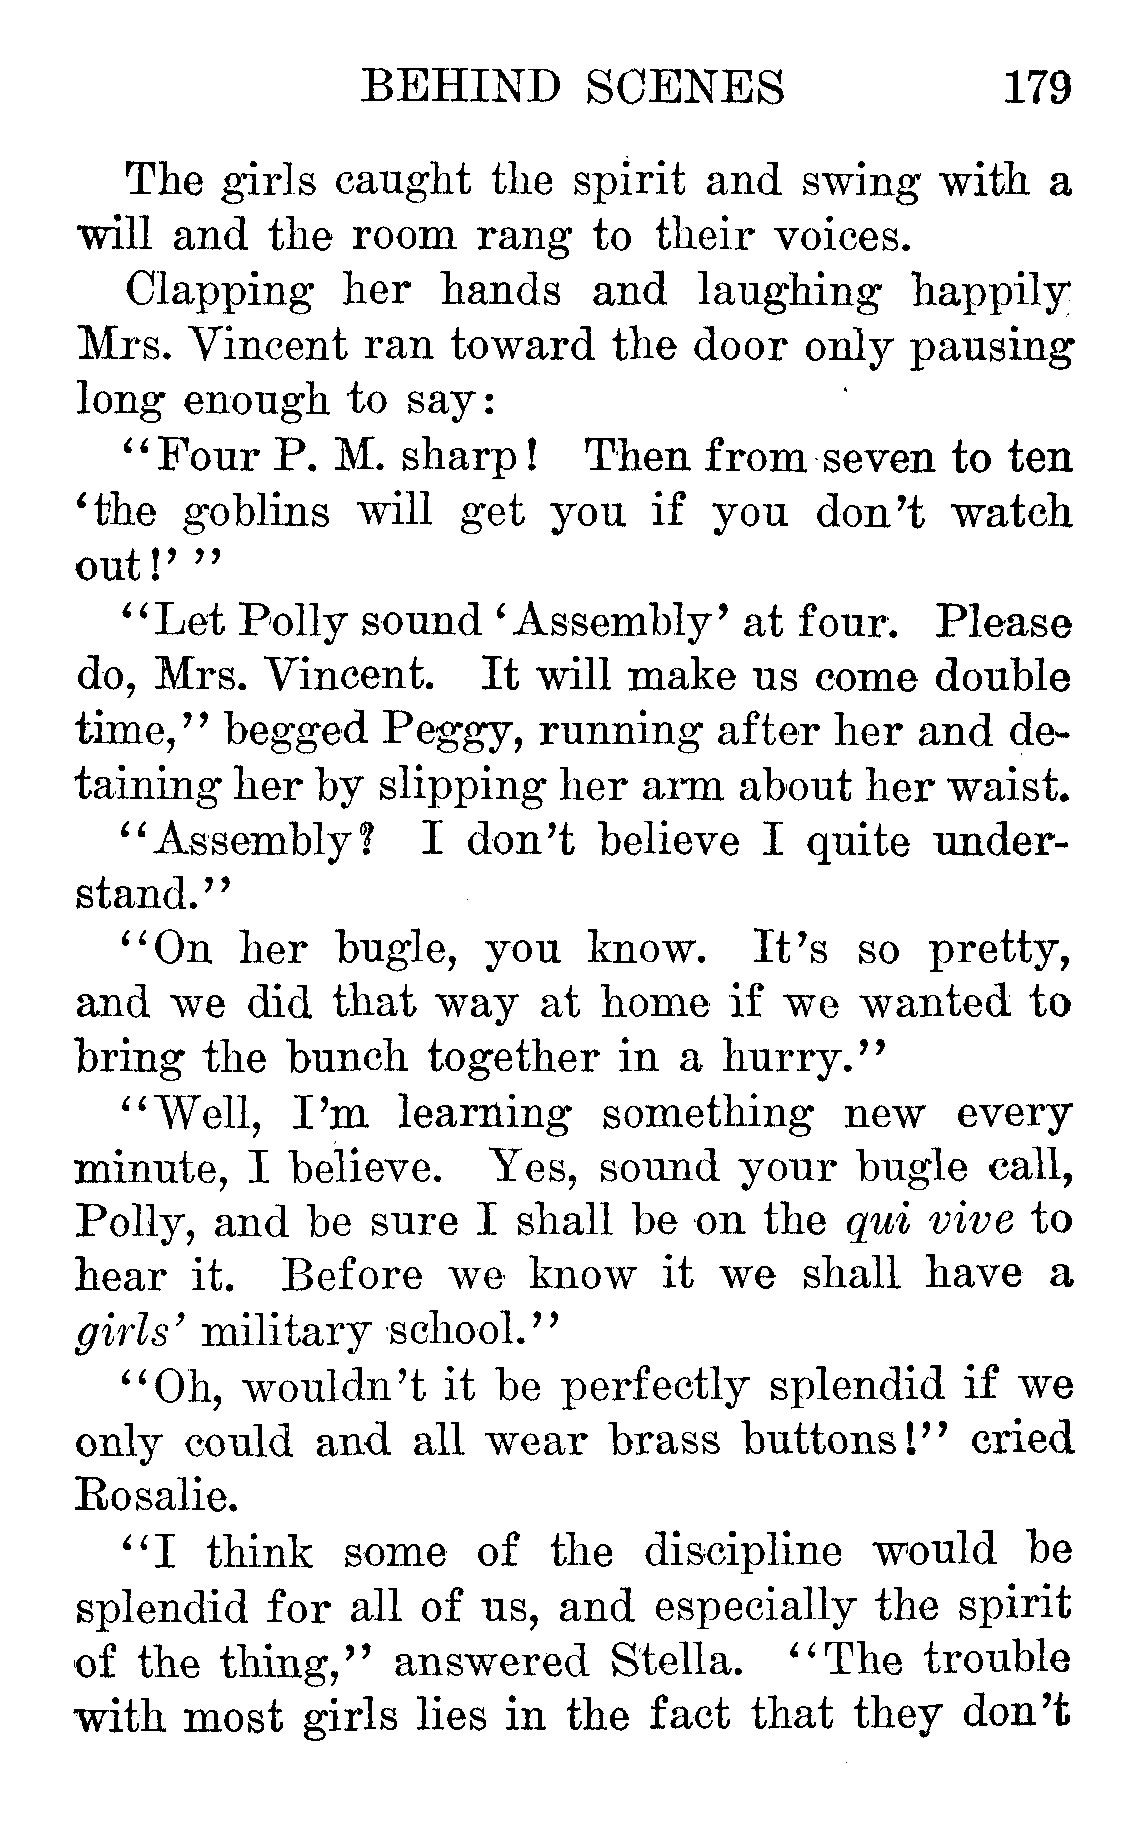 BEHIND SCENES 179
The girls caught the spirit and swing with a
will and the room rang to their voices.
Clapping her hands and laughing happily
Mrs. Vincent ran toward the door only pausing
long enough to say:
"Four P. M. sharp! Then from seven to ten
'the goblins will get you if you don't watch
out!' "
"Let Polly sound 'Assembly' at four. Please
do, Mrs. Vincent. It will make us come double
time," begged Peggy, running after her and de-
taining her by slipping her arm about her waist.
"Assembly? I don't believe I quite under-
stand."
"On her bugle, you know. It's so pretty,
and we did that way at home if we wanted to
bring the bunch together in a hurry."
"Well, I'm learning something new every
minute, I believe. Yes, sound your bugle call,
Polly, and be sure I shall be on the qui vive to
hear it. Before we know it we shall have a
girls' military school."
"Oh, wouldn't it be perfectly splendid if we
only could and all wear brass buttons!" cried
Rosalie.
"I think some of the discipline would be
splendid for all of us, and especially the spirit
of the thing," answered Stella. "The trouble
with most girls lies in the fact that they don't